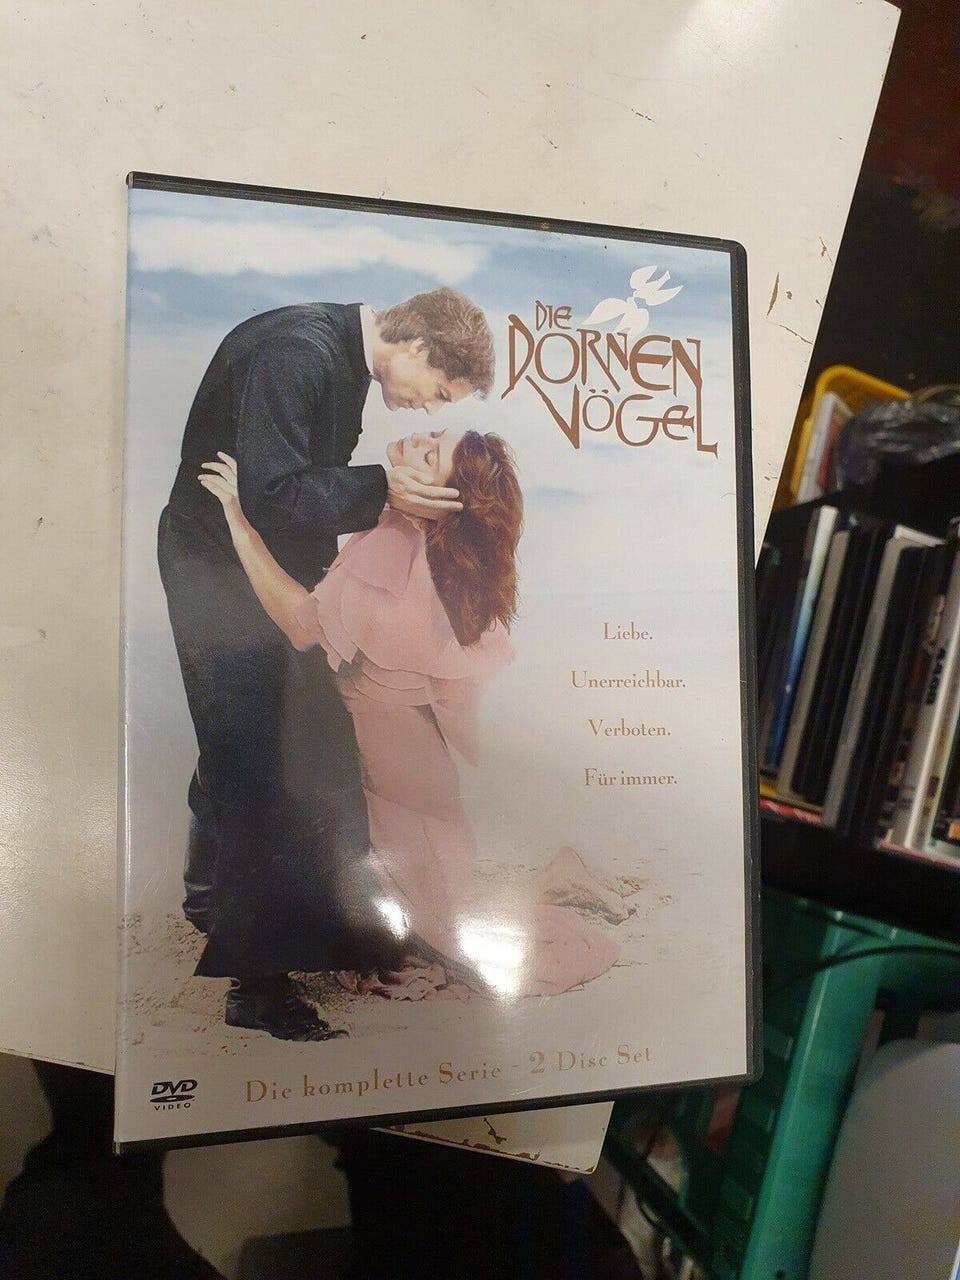 DIE
DORNEN
VÖGEL
Liebe.
Unerreichbar.
Verboten.
Für immer.
Die komplette Serie - 2 Disc Set
DVD
VIDEO